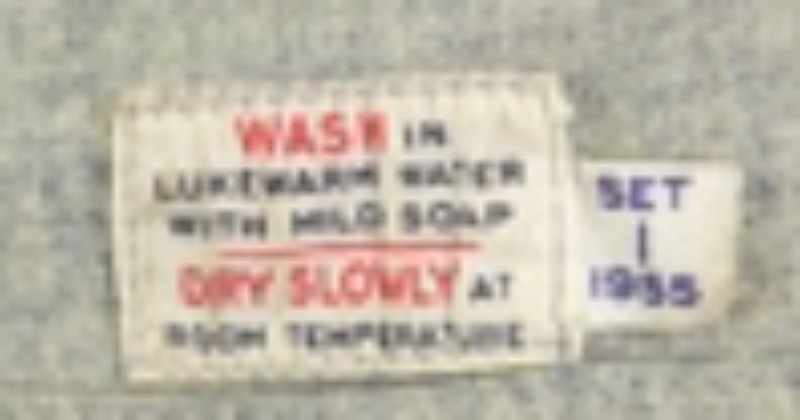 WASH IN
LUKEWARM WATER
WITH MILD SOAP
DRY SLOWLY AT
ROOM TEMPERATURE
SET
1
1955